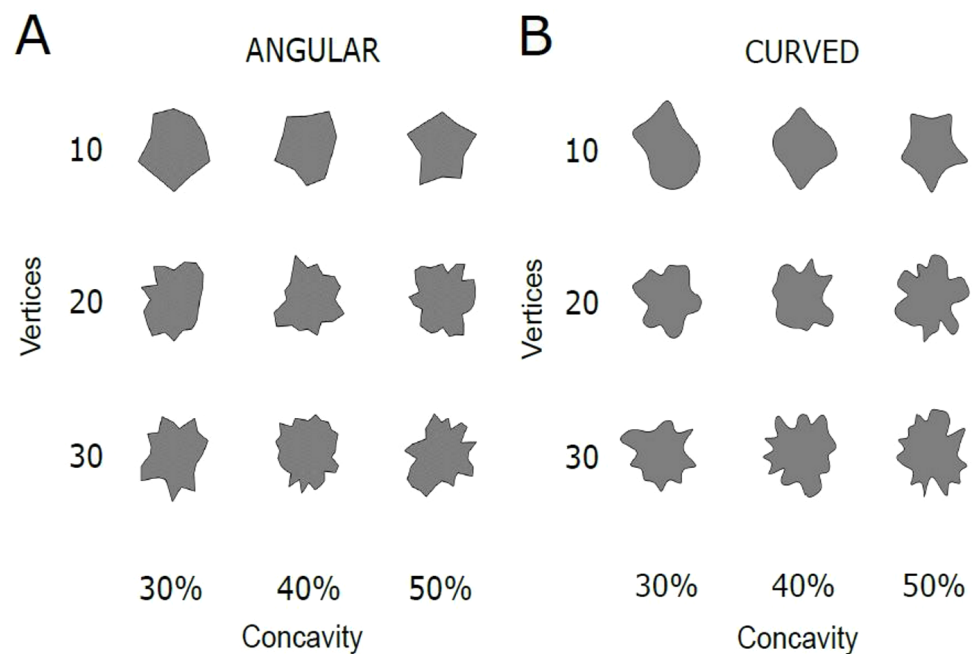 A
ANGULAR
10
20
30
Vertices
30% 40% 50%
Concavity
B
CURVED
10
20
30
Vertices
30% 40% 50%
Concavity